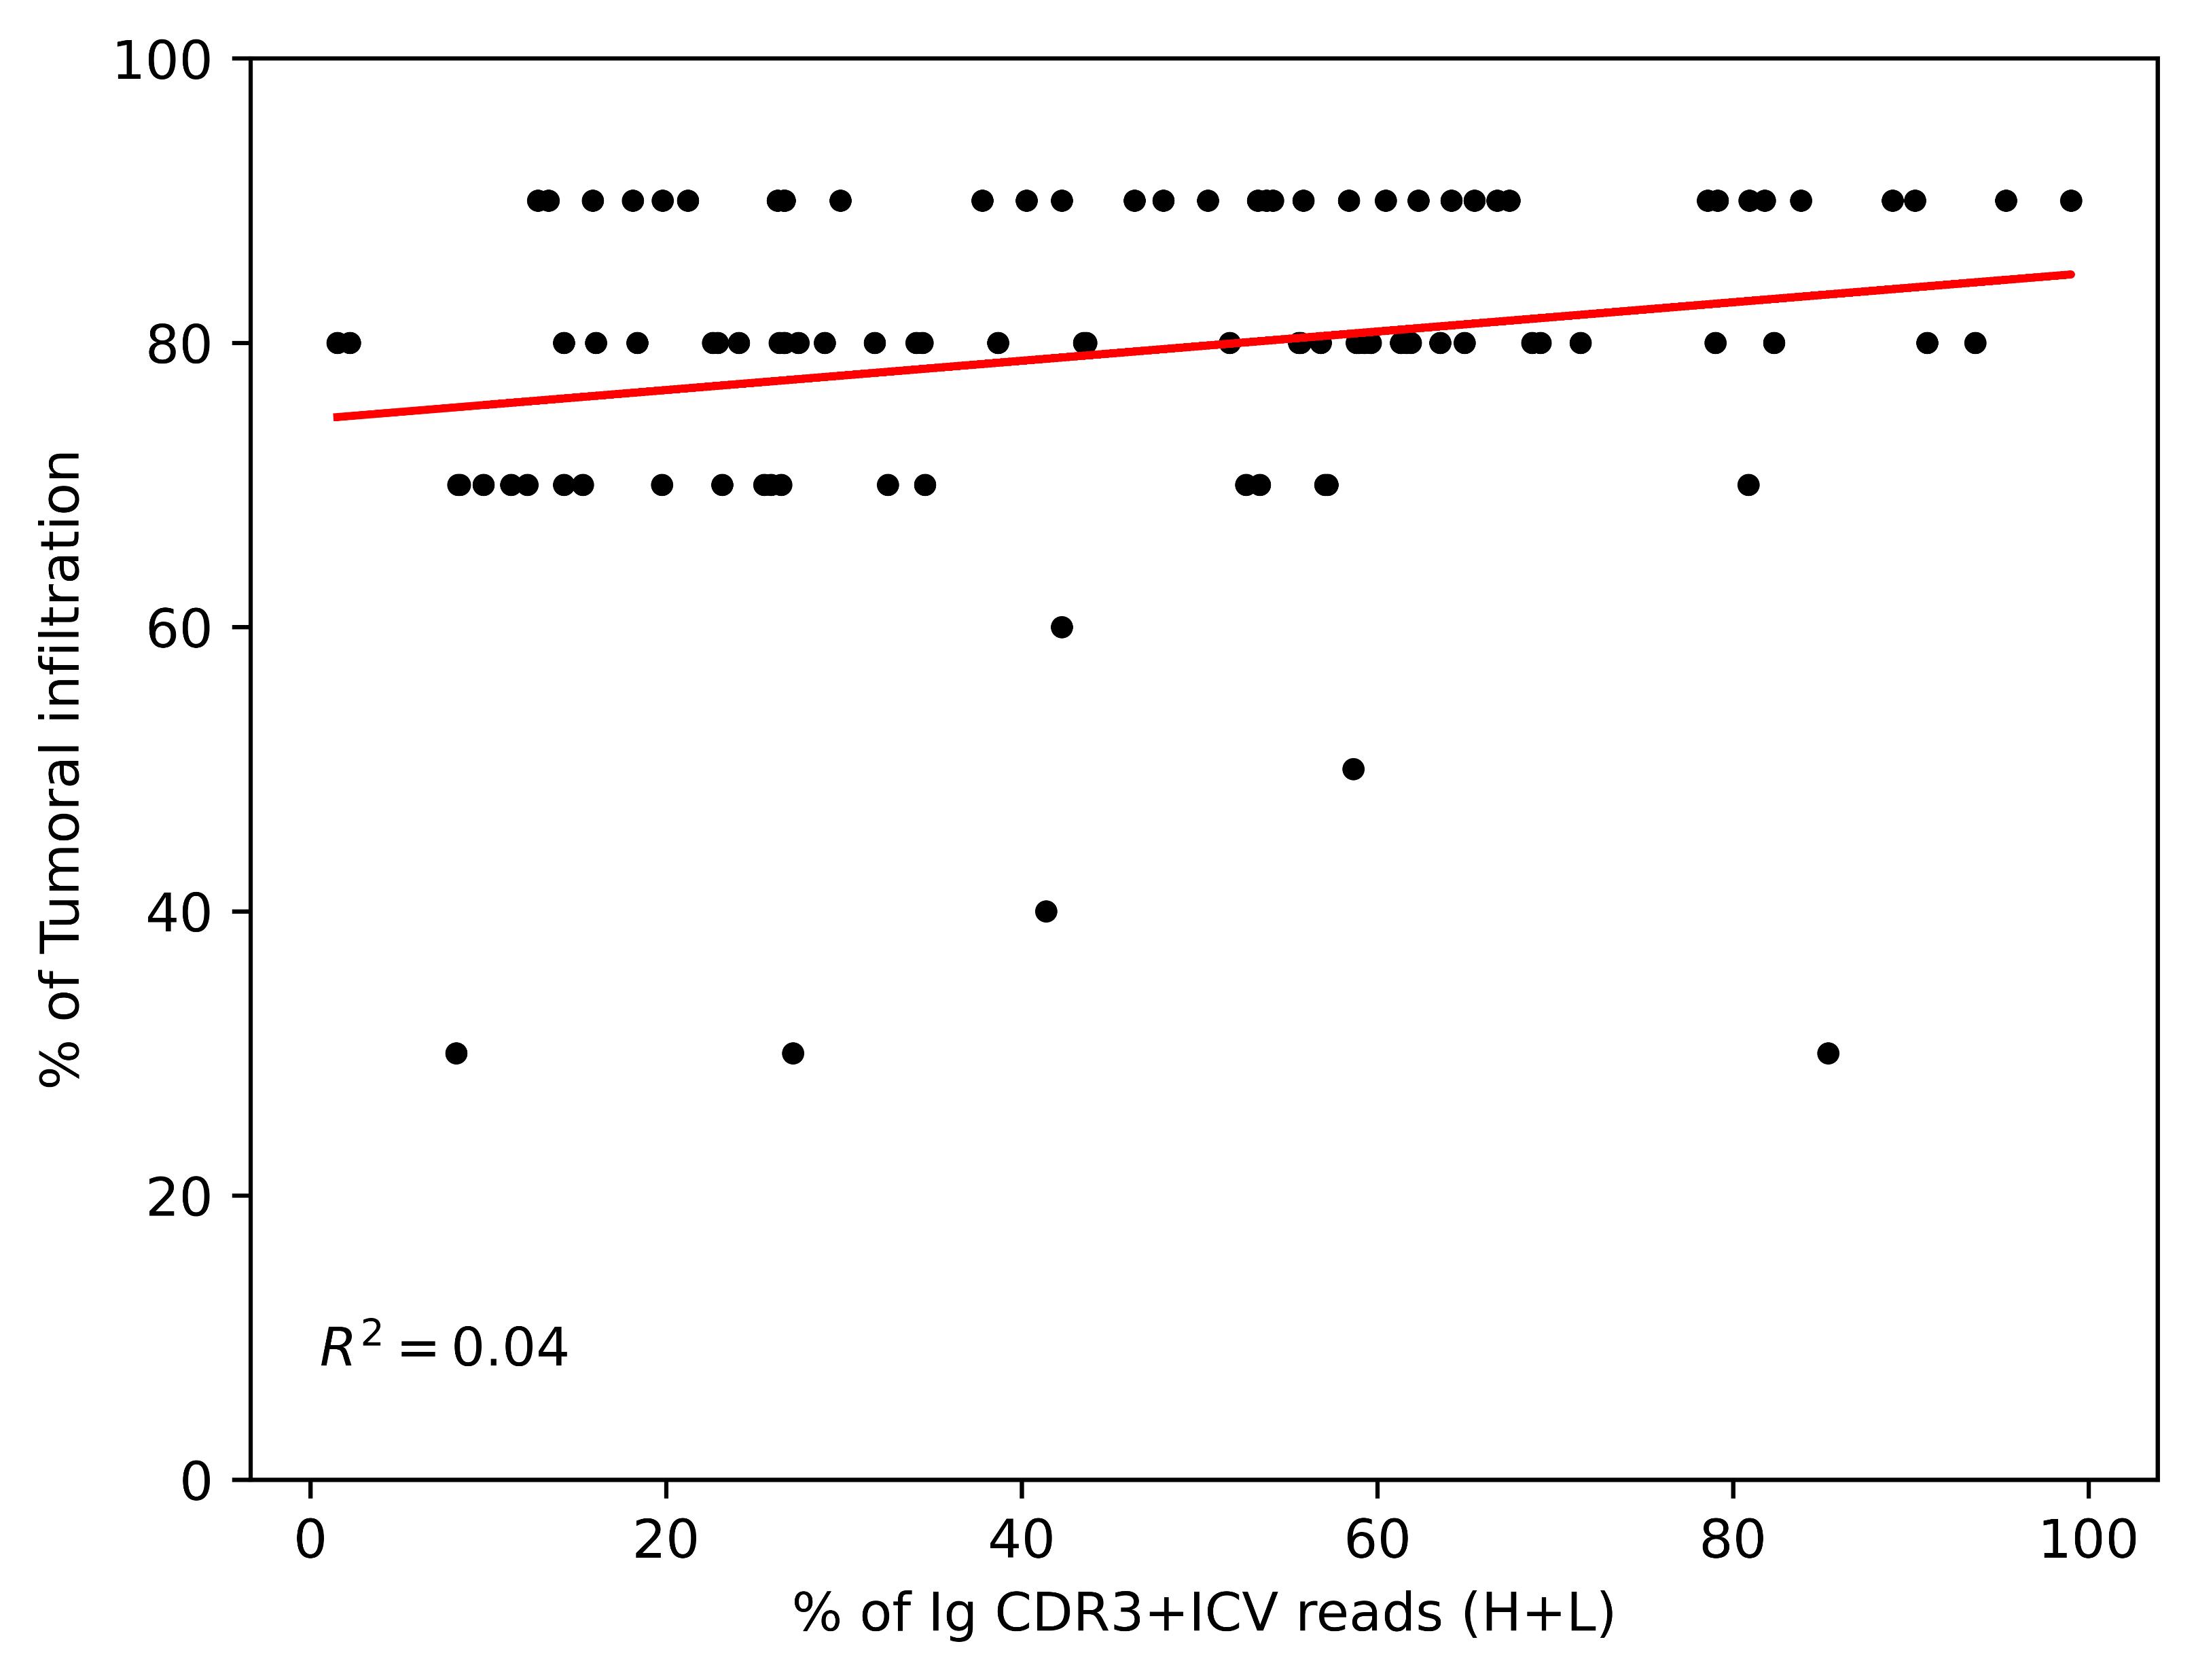 100
80
60
40
20
0
% of Tumoral infiltration
R² = 0.04
0 20 40 60 80 100
% of Ig CDR3+ICV reads (H+L)